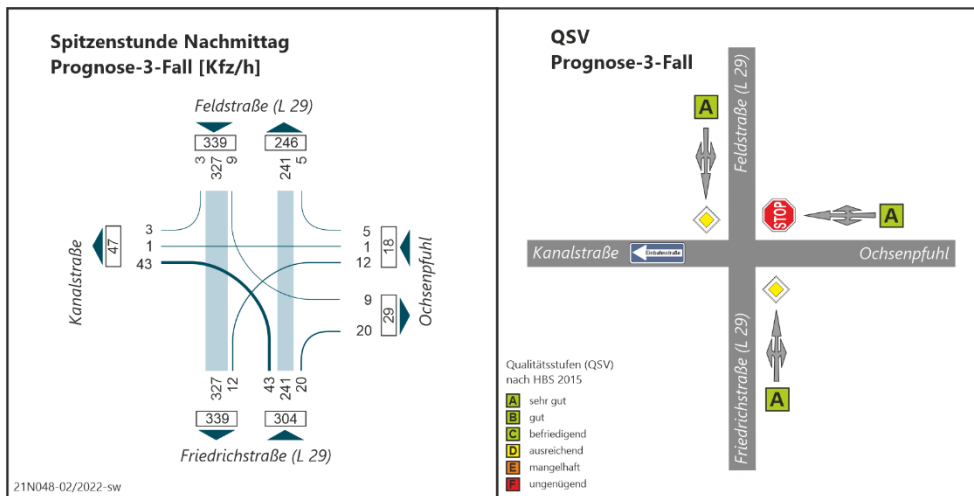 Spitzenstunde Nachmittag
Prognose-3-Fall [Kfz/h]
Feldstraße (L 29)
339
246
3
327
9
241
5
3
1
43
47
Kanalstraße
5
1
12
18
9
20
29
Ochsenpfuhl
327
12
43
241
20
339
304
Friedrichstraße (L 29)
21N048-02/2022-sw
QSV
Prognose-3-Fall
Feldstraße (L 29)
A
STOP
A
Kanalstraße
Einbahnstraße
Ochsenpfuhl
Friedrichstraße (L 29)
A
Qualitätsstufen (QSV)
nach HBS 2015
A sehr gut
B gut
C befriedigend
D ausreichend
E mangelhaft
F ungenügend